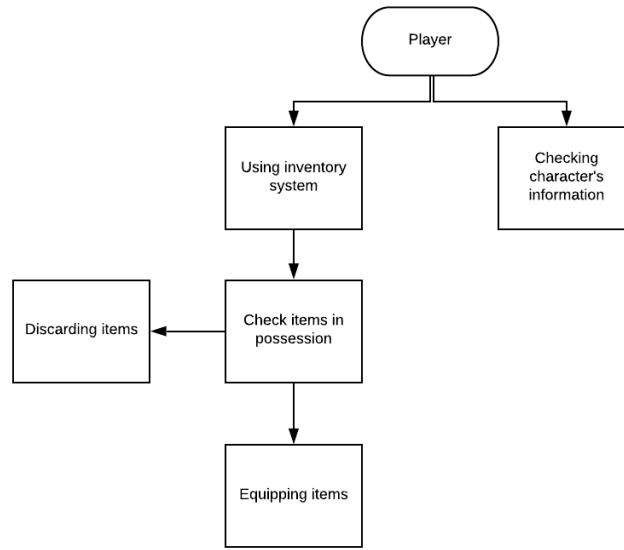 Player
Using inventory
system
Checking
character's
information
Discarding items
Check items in
possession
Equipping items